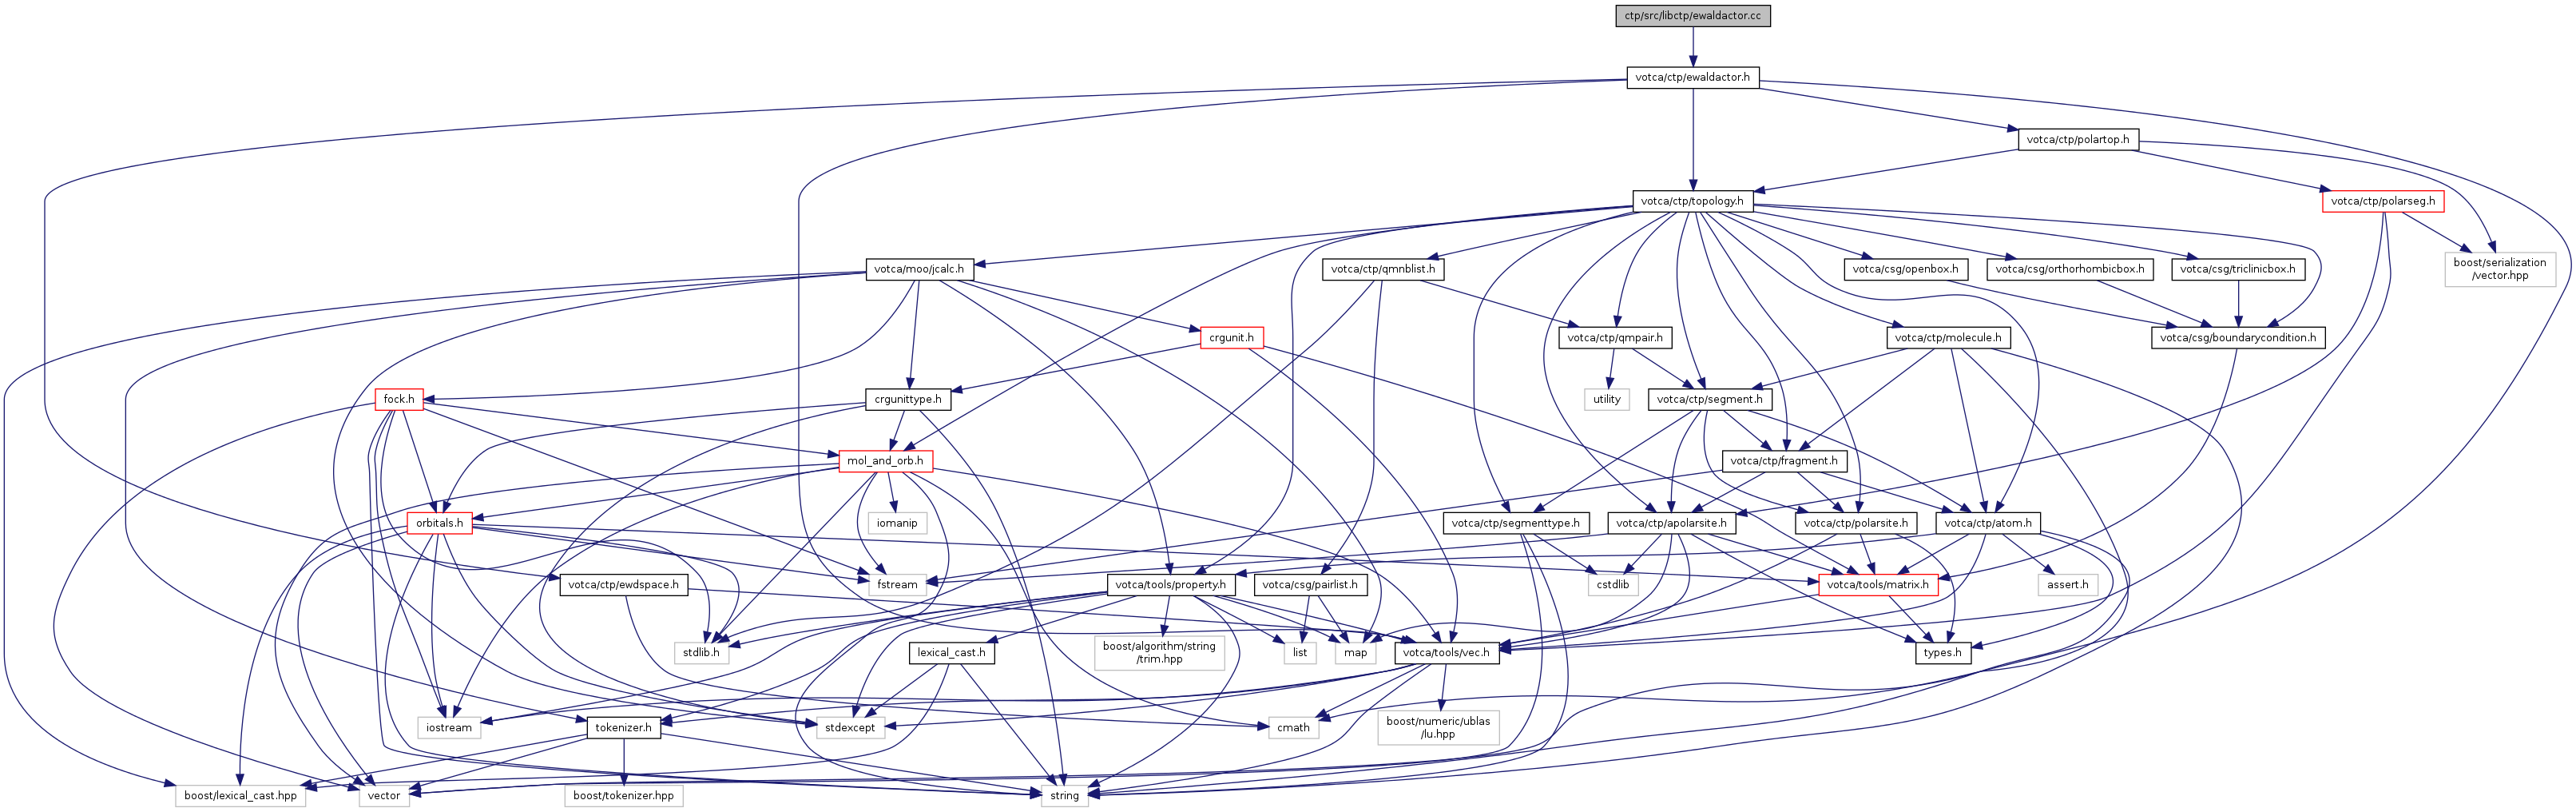 ctp/src/libctp/ewaldactor.cc
votca/ctp/ewaldactor.h
votca/ctp/polartop.h
votca/ctp/topology.h
votca/ctp/polarseg.h
votca/moo/jcalc.h
votca/ctp/qmnblist.h
votca/csg/openbox.h
votca/csg/orthorhombicbox.h
votca/csg/triclinicbox.h
boost/serialization
/vector.hpp
crgunit.h
votca/ctp/qmpair.h
votca/ctp/molecule.h
votca/csg/boundarycondition.h
fock.h
crgunittype.h
utility
votca/ctp/segment.h
mol_and_orb.h
votca/ctp/fragment.h
orbitals.h
iomanip
votca/ctp/segmenttype.h
votca/ctp/apolarsite.h
votca/ctp/polarsite.h
votca/ctp/atom.h
votca/ctp/ewdspace.h
fstream
votca/tools/property.h
votca/csg/pairlist.h
cstdlib
votca/tools/matrix.h
assert.h
stdlib.h
lexical_cast.h
boost/algorithm/string
/trim.hpp
list
map
votca/tools/vec.h
types.h
iostream
tokenizer.h
stdexcept
cmath
boost/numeric/ublas
/lu.hpp
boost/lexical_cast.hpp
vector
boost/tokenizer.hpp
string